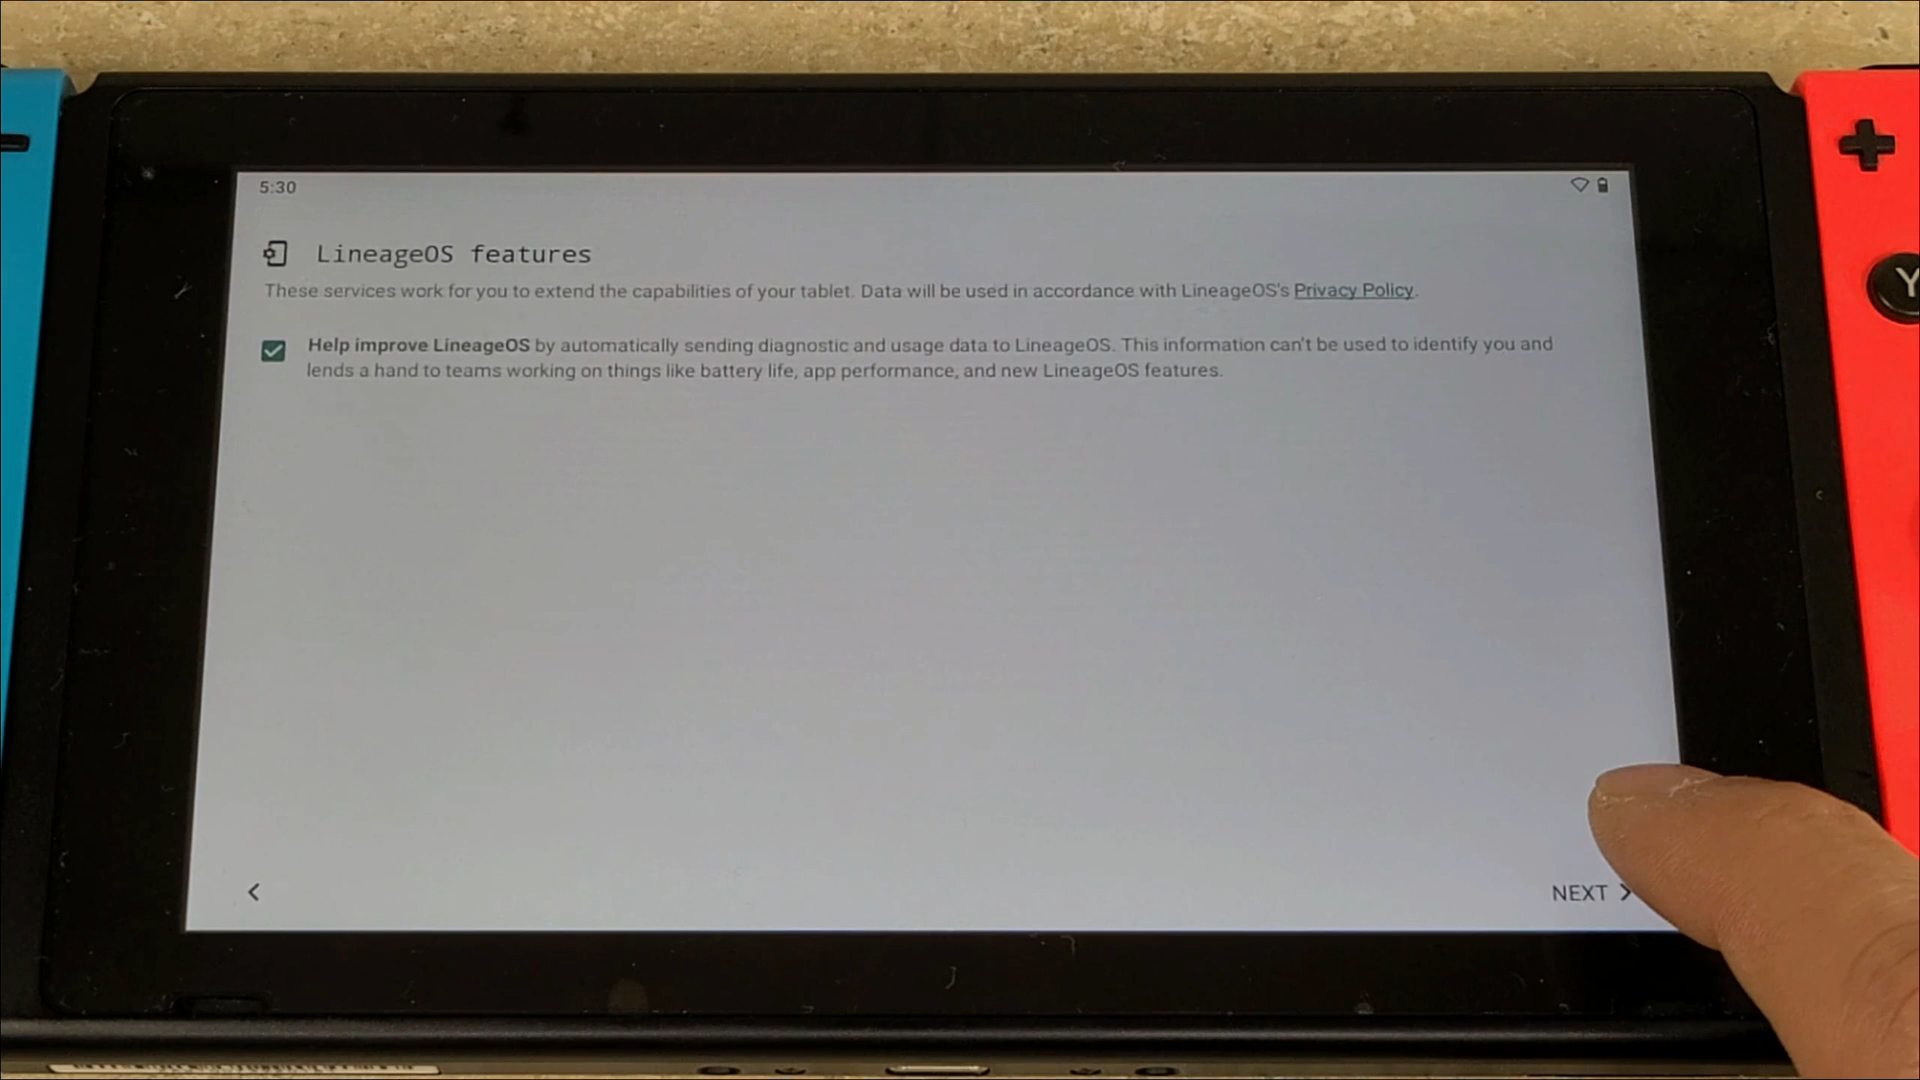 5:30
LineageOS features
These services work for you to extend the capabilities of your tablet. Data will be used in accordance with LineageOS's Privacy Policy.
Help improve LineageOS by automatically sending diagnostic and usage data to LineageOS. This information can't be used to identify you and
lends a hand to teams working on things like battery life, app performance, and new LineageOS features.
NEXT
Y